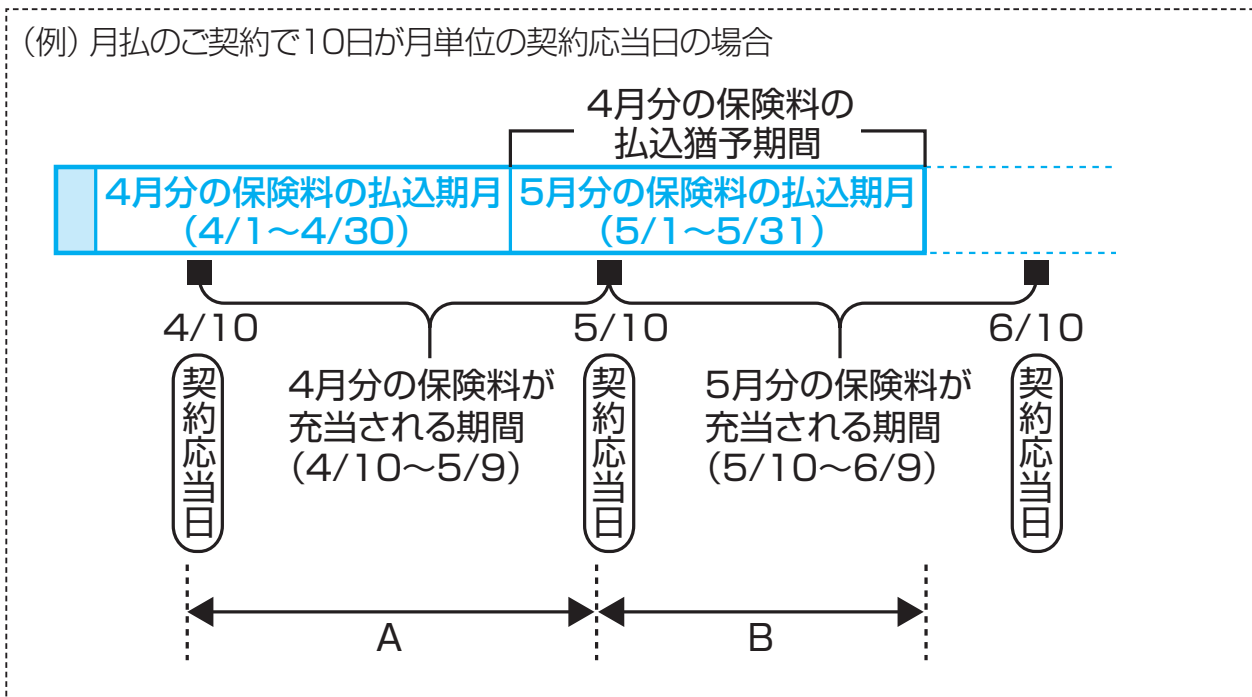 （例）月払のご契約で10日が月単位の契約応当日の場合
4月分の保険料の
払込猶予期間
4月分の保険料の払込期月
（4/1～4/30）
5月分の保険料の払込期月
（5/1～5/31）
4/10
5/10
6/10
契約応当日
4月分の保険料が
充当される期間
（4/10～5/9）
契約応当日
5月分の保険料が
充当される期間
（5/10～6/9）
契約応当日
A
B